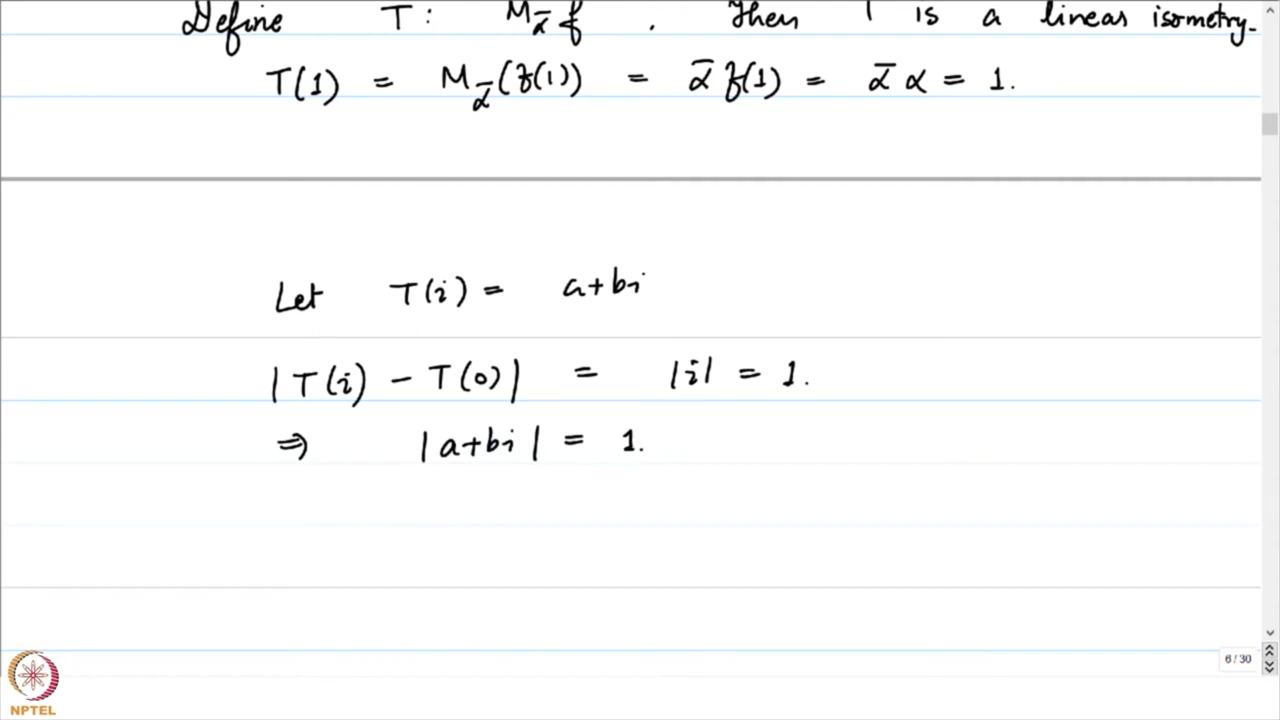 Define T: M_ᾱ f . Then T is a linear isometry.
T(1) = M_ᾱ(f(1)) = ᾱ f(1) = ᾱ α = 1.
Let T(i) = a+bi
|T(i) - T(0)| = |i| = 1.
⇒ |a+bi| = 1.
6 / 30
NPTEL